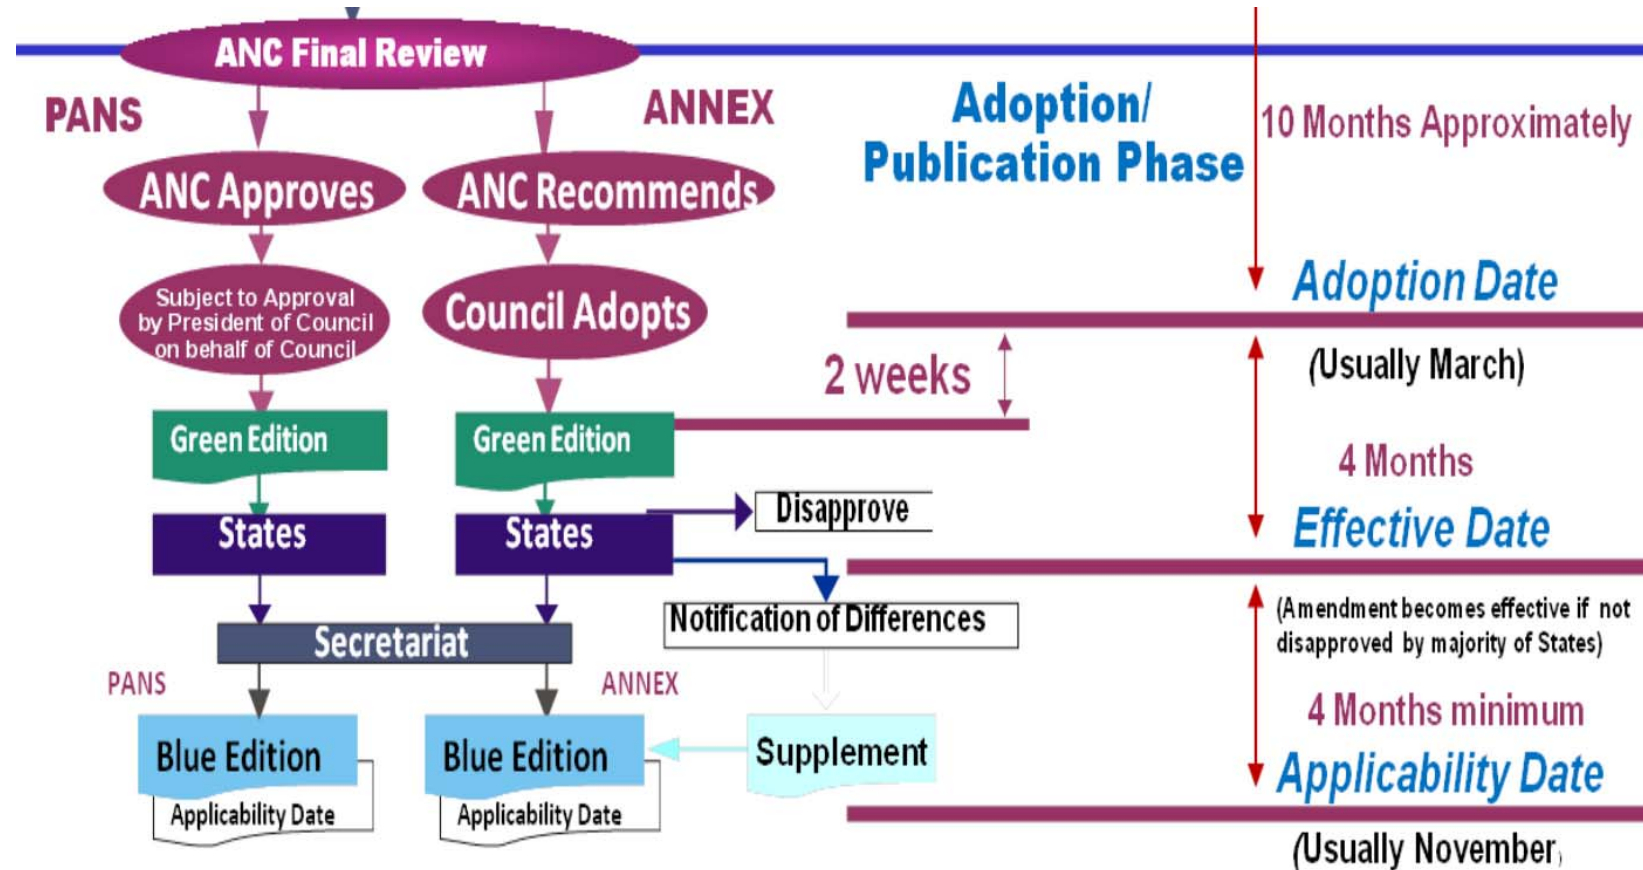 ANC Final Review
PANS
ANNEX
Adoption/
Publication Phase
10 Months Approximately
ANC Approves
ANC Recommends
Subject to Approval
by President of Council
on behalf of Council
Council Adopts
Adoption Date
(Usually March)
2 weeks
Green Edition
Green Edition
4 Months
States
States
Disapprove
Effective Date
(Amendment becomes effective if not
disapproved by majority of States)
Notification of Differences
Secretariat
PANS
ANNEX
4 Months minimum
Blue Edition
Blue Edition
Supplement
Applicability Date
Applicability Date
Applicability Date
(Usually November)